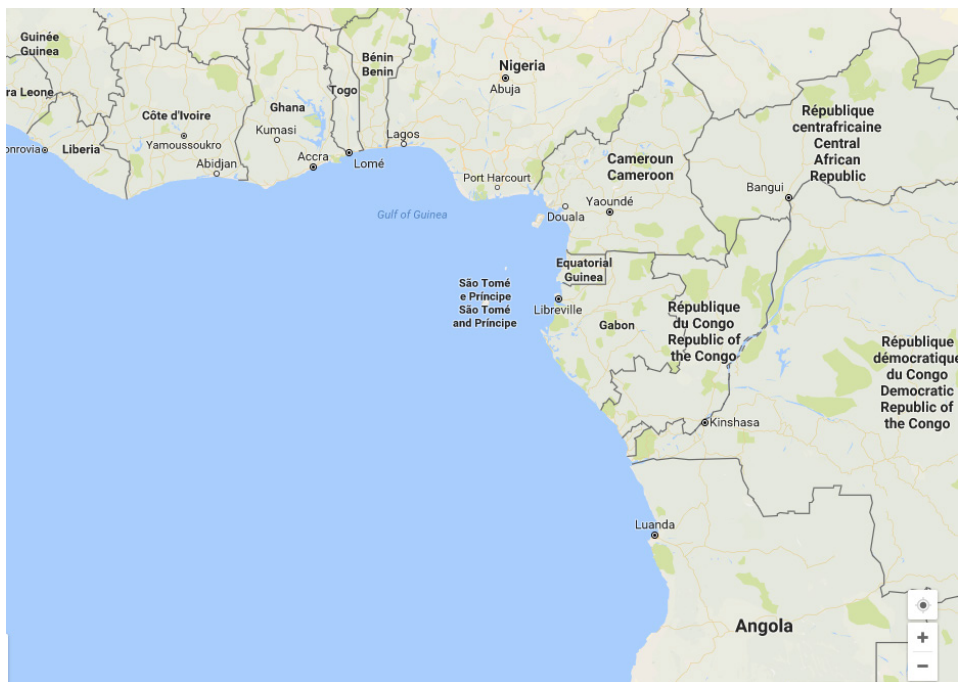 Guinée
Guinea
ra Leone
onrovia
Liberia
Côte d'Ivoire
Yamoussoukro
Abidjan
Ghana
Kumasi
Accra
Togo
Lomé
Bénin
Benin
Lagos
Nigeria
Abuja
Port Harcourt
Gulf of Guinea
Cameroun
Cameroon
Yaoundé
Douala
République
centrafricaine
Central
African
Republic
Bangui
Equatorial
Guinea
São Tomé
e Príncipe
São Tomé
and Príncipe
Libreville
Gabon
République
du Congo
Republic of
the Congo
République
démocratique
du Congo
Democratic
Republic of
the Congo
Kinshasa
Luanda
Angola
+
−